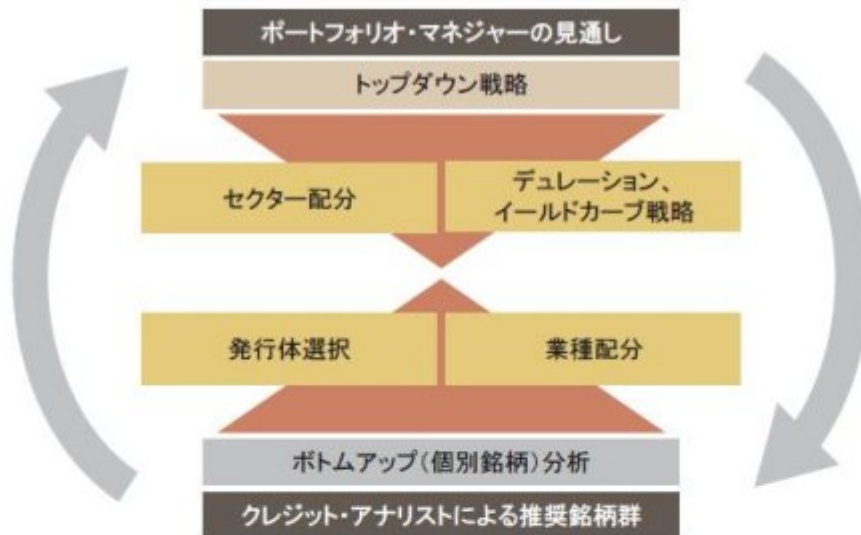 ポートフォリオ・マネジャーの見通し
トップダウン戦略
セクター配分
デュレーション、
イールドカーブ戦略
発行体選択
業種配分
ボトムアップ(個別銘柄)分析
クレジット・アナリストによる推奨銘柄群